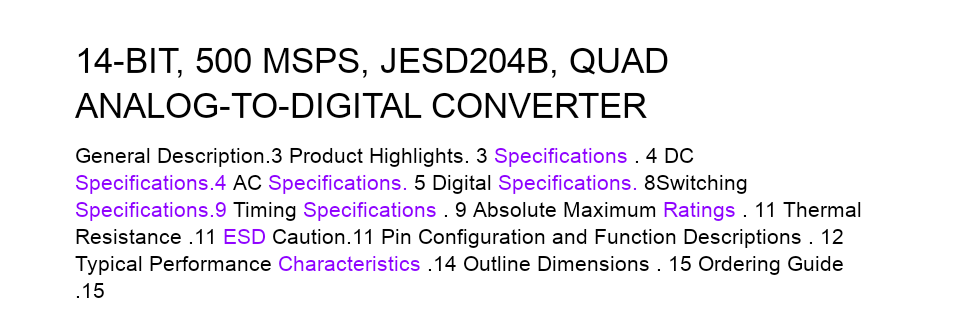 14-BIT, 500 MSPS, JESD204B, QUAD
ANALOG-TO-DIGITAL CONVERTER
General Description.3 Product Highlights. 3 Specifications . 4 DC
Specifications.4 AC Specifications. 5 Digital Specifications. 8Switching
Specifications.9 Timing Specifications . 9 Absolute Maximum Ratings . 11 Thermal
Resistance .11 ESD Caution.11 Pin Configuration and Function Descriptions . 12
Typical Performance Characteristics .14 Outline Dimensions . 15 Ordering Guide
.15